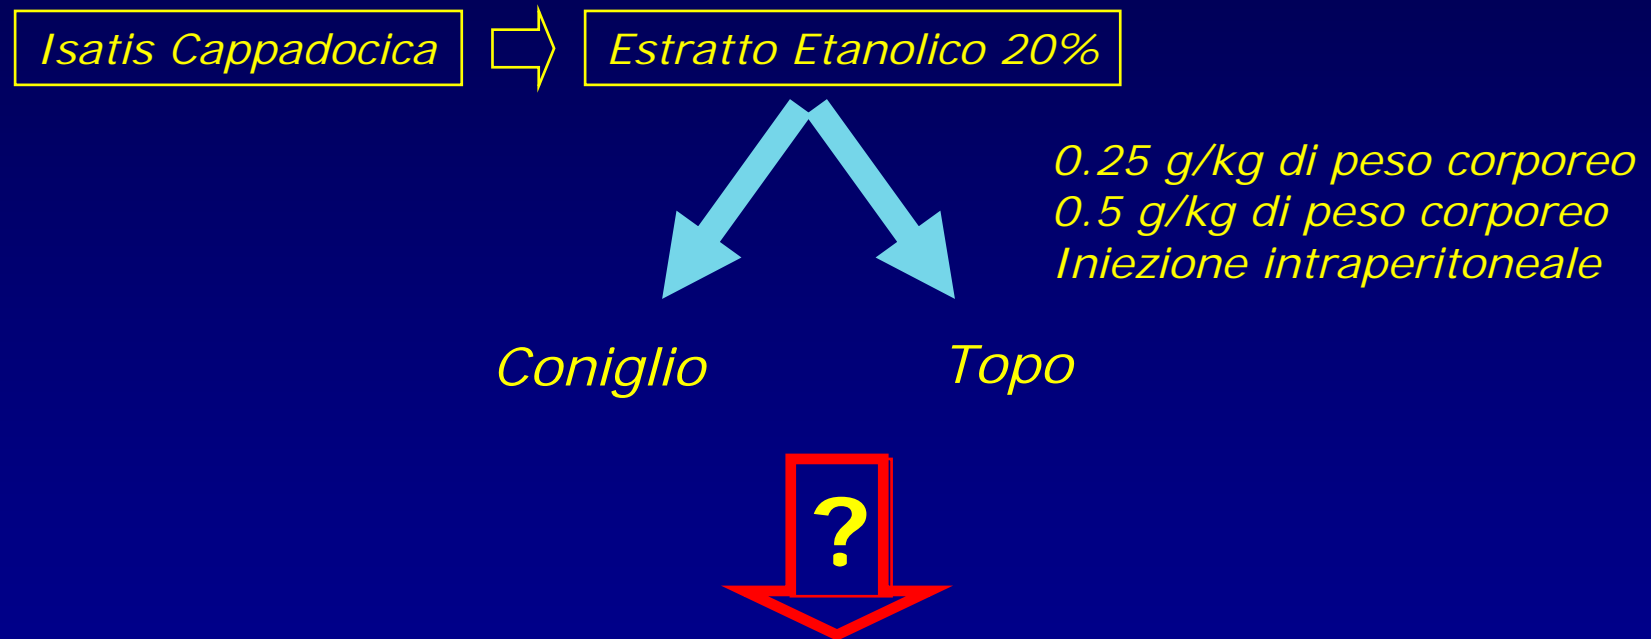 Isatis Cappadocica
Estratto Etanolico 20%
0.25 g/kg di peso corporeo
0.5 g/kg di peso corporeo
Iniezione intraperitoneale
Coniglio
Topo
?